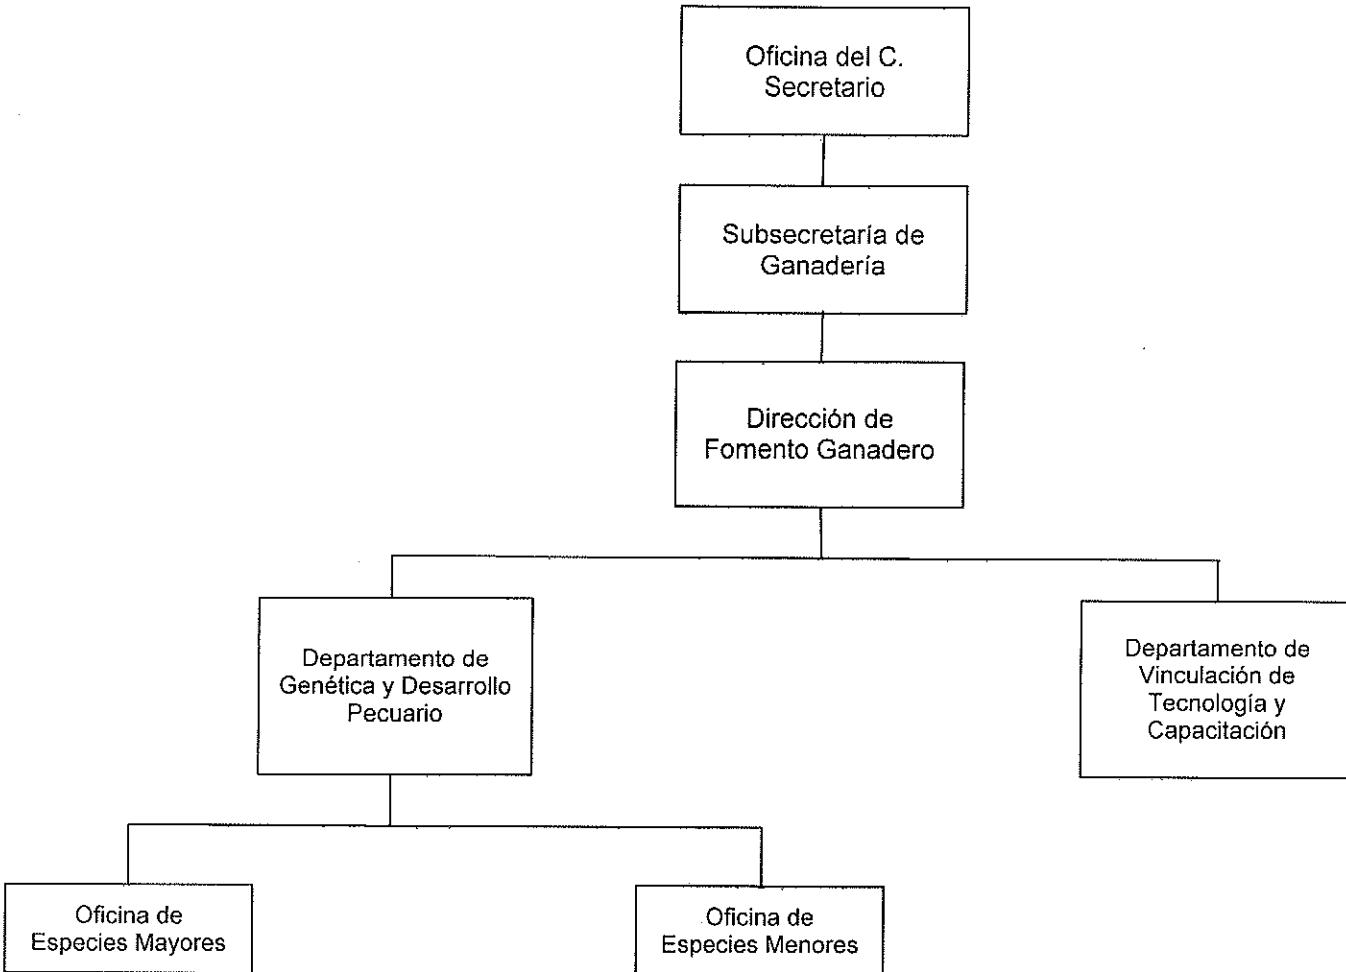 Oficina del C.
Secretario
Subsecretaría de
Ganadería
Dirección de
Fomento Ganadero
Departamento de
Genética y Desarrollo
Pecuario
Departamento de
Vinculación de
Tecnología y
Capacitación
Oficina de
Especies Mayores
Oficina de
Especies Menores